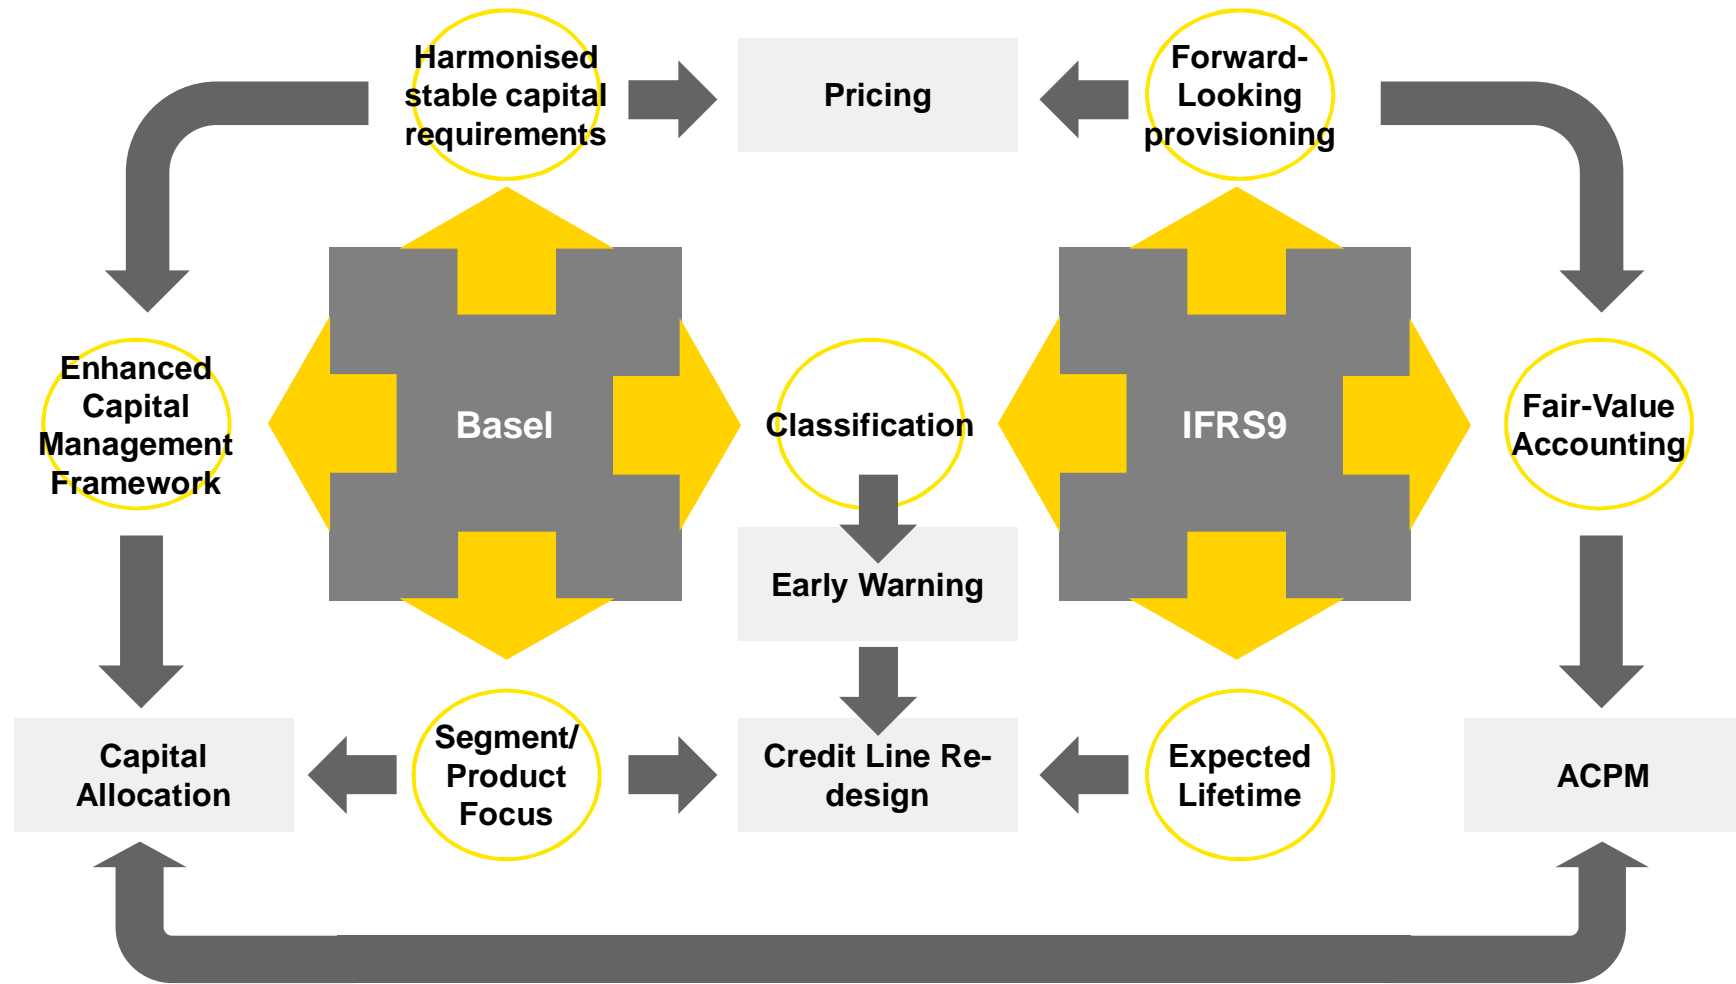 Harmonised
stable capital
requirements
Pricing
Forward-
Looking
provisioning
Enhanced
Capital
Management
Framework
Basel
Classification
IFRS9
Fair-Value
Accounting
Early Warning
Capital
Allocation
Segment/
Product
Focus
Credit Line Re-
design
Expected
Lifetime
ACPM